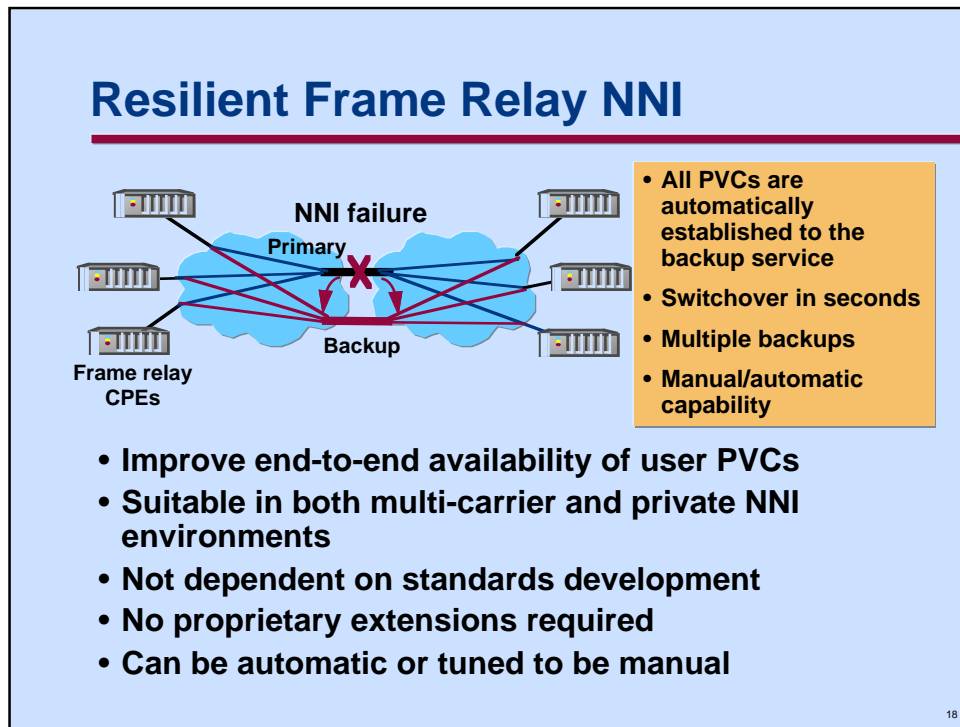 Resilient Frame Relay NNI
NNI failure
Primary
Backup
Frame relay
CPEs
• All PVCs are
automatically
established to the
backup service
• Switchover in seconds
• Multiple backups
• Manual/automatic
capability
• Improve end-to-end availability of user PVCs
• Suitable in both multi-carrier and private NNI
environments
• Not dependent on standards development
• No proprietary extensions required
• Can be automatic or tuned to be manual
18